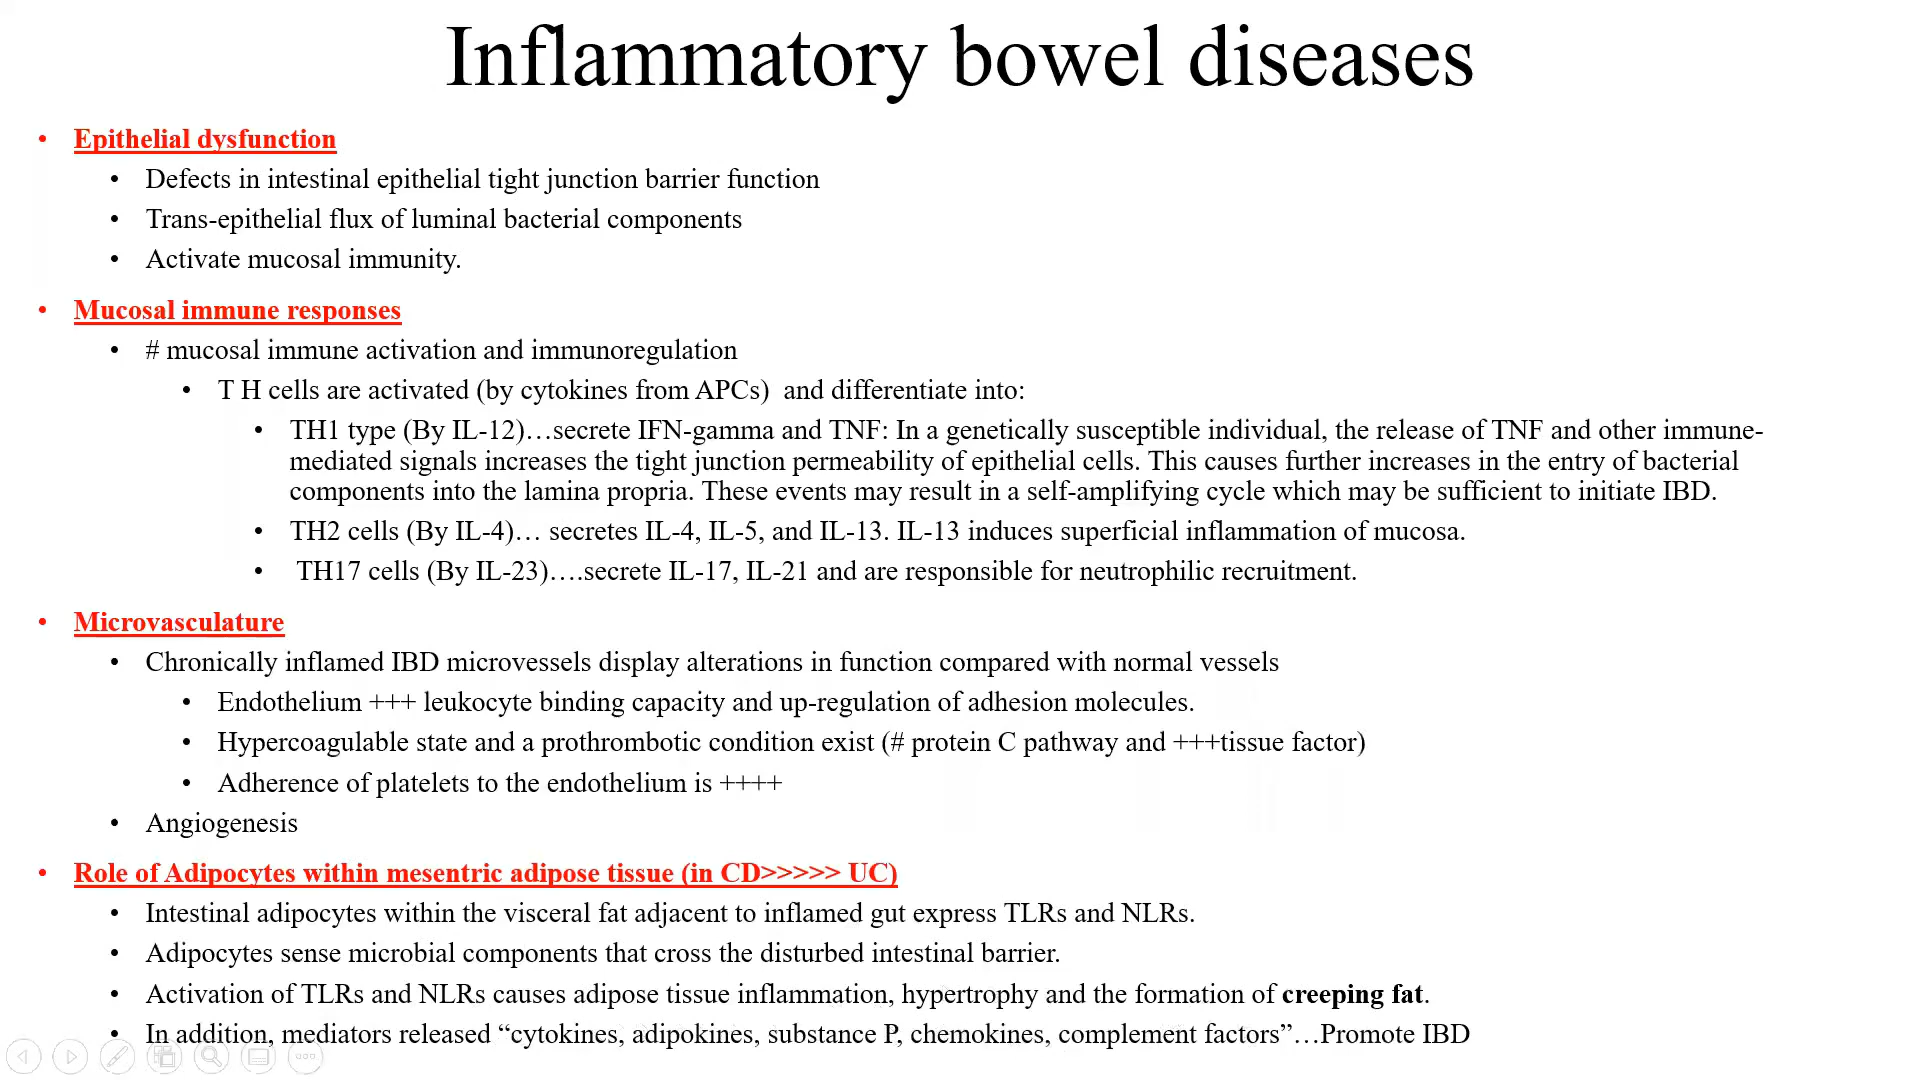 Inflammatory bowel diseases
• Epithelial dysfunction
• Defects in intestinal epithelial tight junction barrier function
• Trans-epithelial flux of luminal bacterial components
• Activate mucosal immunity.
• Mucosal immune responses
• # mucosal immune activation and immunoregulation
• T H cells are activated (by cytokines from APCs)  and differentiate into:
• TH1 type (By IL-12)…secrete IFN-gamma and TNF: In a genetically susceptible individual, the release of TNF and other immune-
mediated signals increases the tight junction permeability of epithelial cells. This causes further increases in the entry of bacterial
components into the lamina propria. These events may result in a self-amplifying cycle which may be sufficient to initiate IBD.
• TH2 cells (By IL-4)… secretes IL-4, IL-5, and IL-13. IL-13 induces superficial inflammation of mucosa.
• TH17 cells (By IL-23)….secrete IL-17, IL-21 and are responsible for neutrophilic recruitment.
• Microvasculature
• Chronically inflamed IBD microvessels display alterations in function compared with normal vessels
• Endothelium +++ leukocyte binding capacity and up-regulation of adhesion molecules.
• Hypercoagulable state and a prothrombotic condition exist (# protein C pathway and +++tissue factor)
• Adherence of platelets to the endothelium is ++++
• Angiogenesis
• Role of Adipocytes within mesentric adipose tissue (in CD>>>>> UC)
• Intestinal adipocytes within the visceral fat adjacent to inflamed gut express TLRs and NLRs.
• Adipocytes sense microbial components that cross the disturbed intestinal barrier.
• Activation of TLRs and NLRs causes adipose tissue inflammation, hypertrophy and the formation of creeping fat.
• In addition, mediators released “cytokines, adipokines, substance P, chemokines, complement factors”…Promote IBD